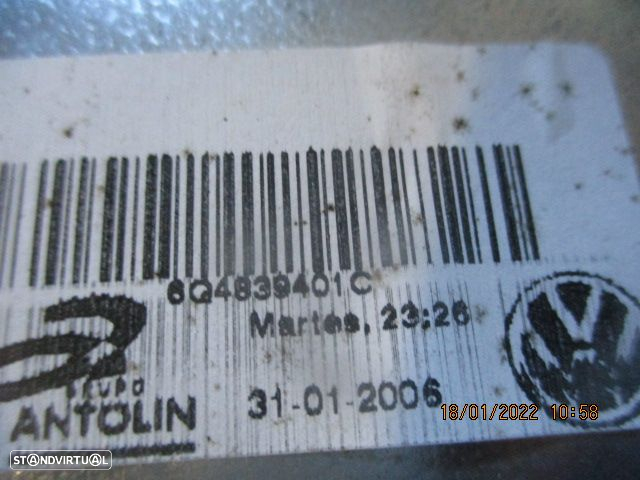 6Q4839401C
Martes, 23:26
GRUPO
ANTOLIN
31-01-2006
18/01/2022 10:58
STANDVIRTUAL